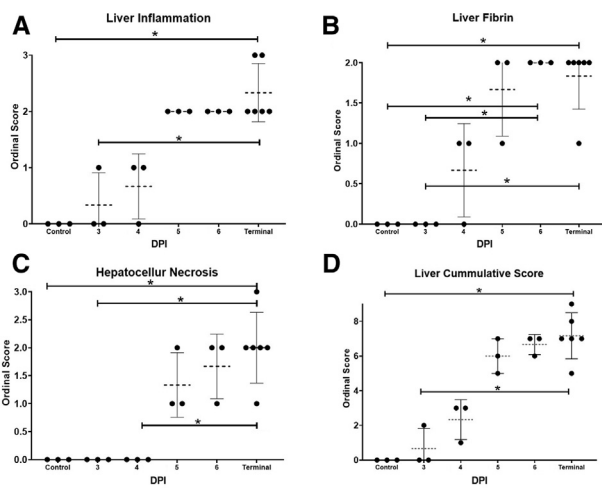 A
Liver Inflammation
*
3
2
1
0
Ordinal Score
*
Control 3 4 5 6 Terminal
DPI
B
Liver Fibrin
*
2.0
1.5
1.0
0.5
0.0
Ordinal Score
*
*
*
Control 3 4 5 6 Terminal
DPI
C
Hepatocellur Necrosis
*
*
3.0
2.5
2.0
1.5
1.0
0.5
0.0
Ordinal Score
*
Control 3 4 5 6 Terminal
DPI
D
Liver Cummulative Score
*
8
6
4
2
0
Ordinal Score
*
Control 3 4 5 6 Terminal
DPI